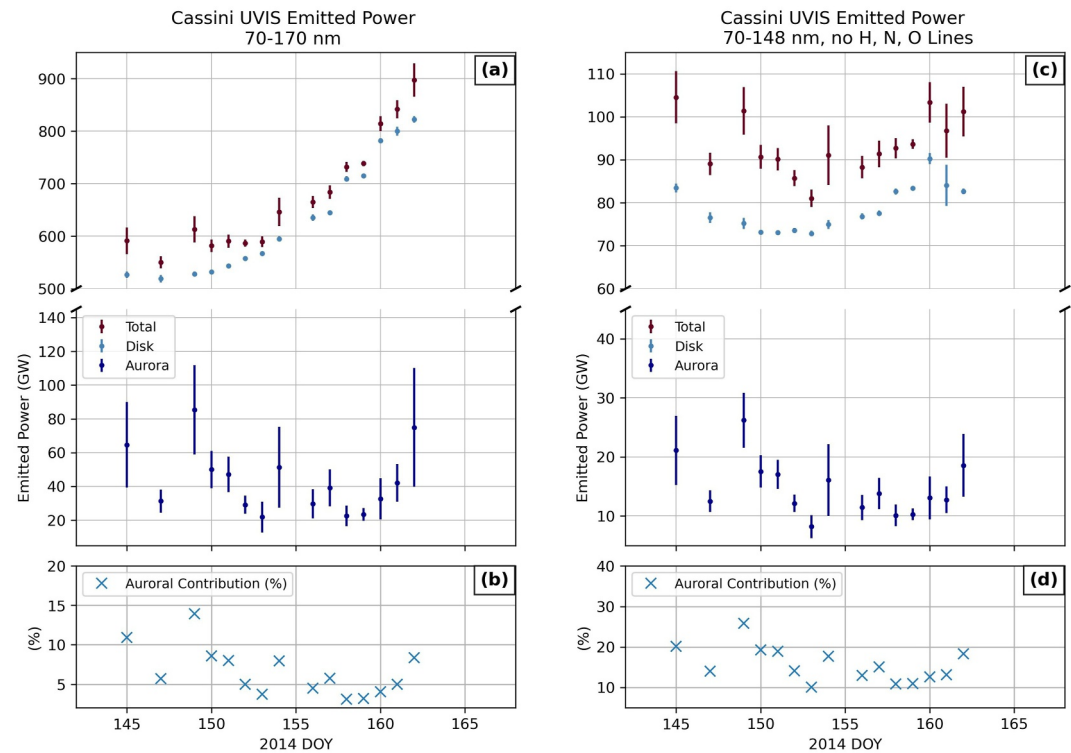 Cassini UVIS Emitted Power
70-170 nm
(a)
900
800
700
600
500
140
120
100
80
60
40
20
Emitted Power (GW)
Total
Disk
Aurora
(b)
Auroral Contribution (%)
20
15
10
5
(%)
145 150 155 160 165
2014 DOY
Cassini UVIS Emitted Power
70-148 nm, no H, N, O Lines
(c)
110
100
90
80
70
60
40
30
20
10
Emitted Power (GW)
Total
Disk
Aurora
(d)
Auroral Contribution (%)
40
30
20
10
(%)
145 150 155 160 165
2014 DOY